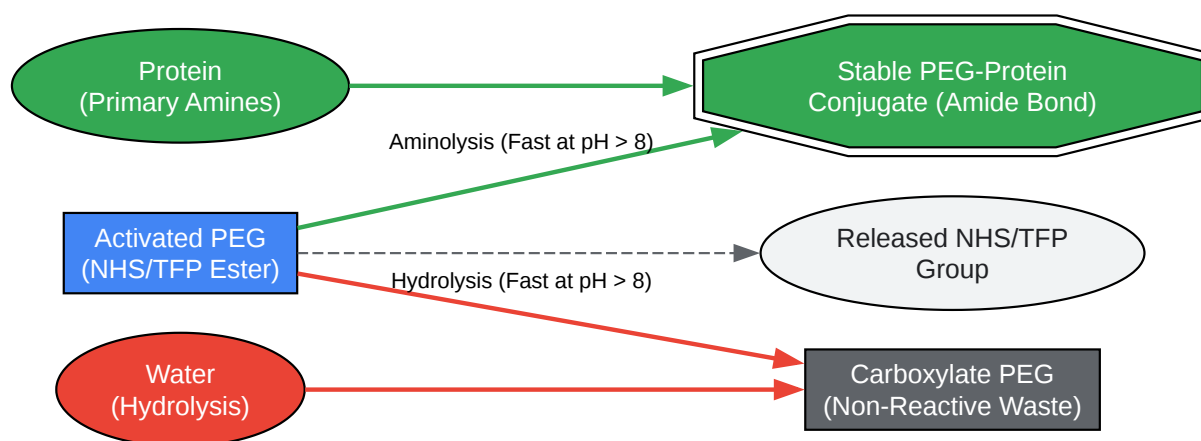 Protein
(Primary Amines)
Stable PEG-Protein
Conjugate (Amide Bond)
Aminolysis (Fast at pH > 8)
Activated PEG
(NHS/TFP Ester)
Released NHS/TFP
Group
Hydrolysis (Fast at pH > 8)
Water
(Hydrolysis)
Carboxylate PEG
(Non-Reactive Waste)